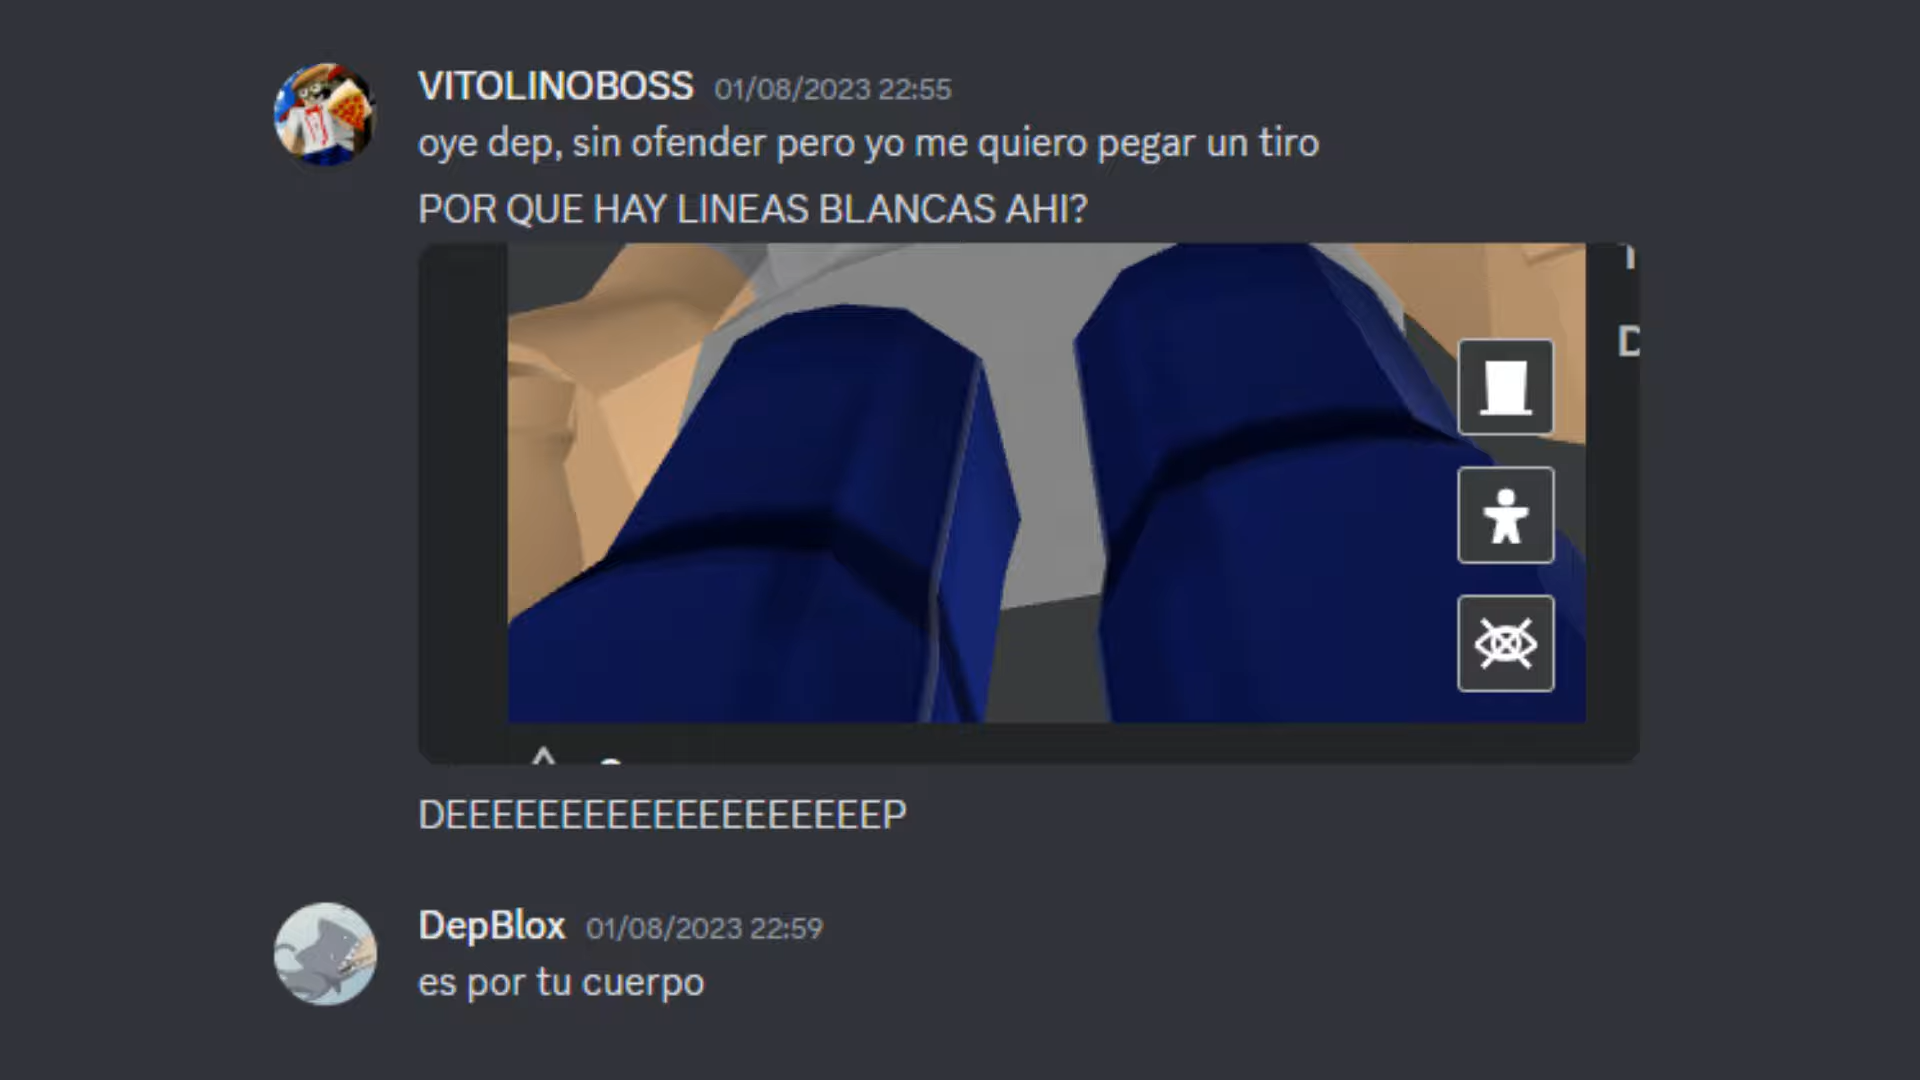 VITOLINOBOSS 01/08/2023 22:55
oye dep, sin ofender pero yo me quiero pegar un tiro
POR QUE HAY LINEAS BLANCAS AHI?
D
DEEEEEEEEEEEEEEEEEEEP
DepBlox 01/08/2023 22:59
es por tu cuerpo